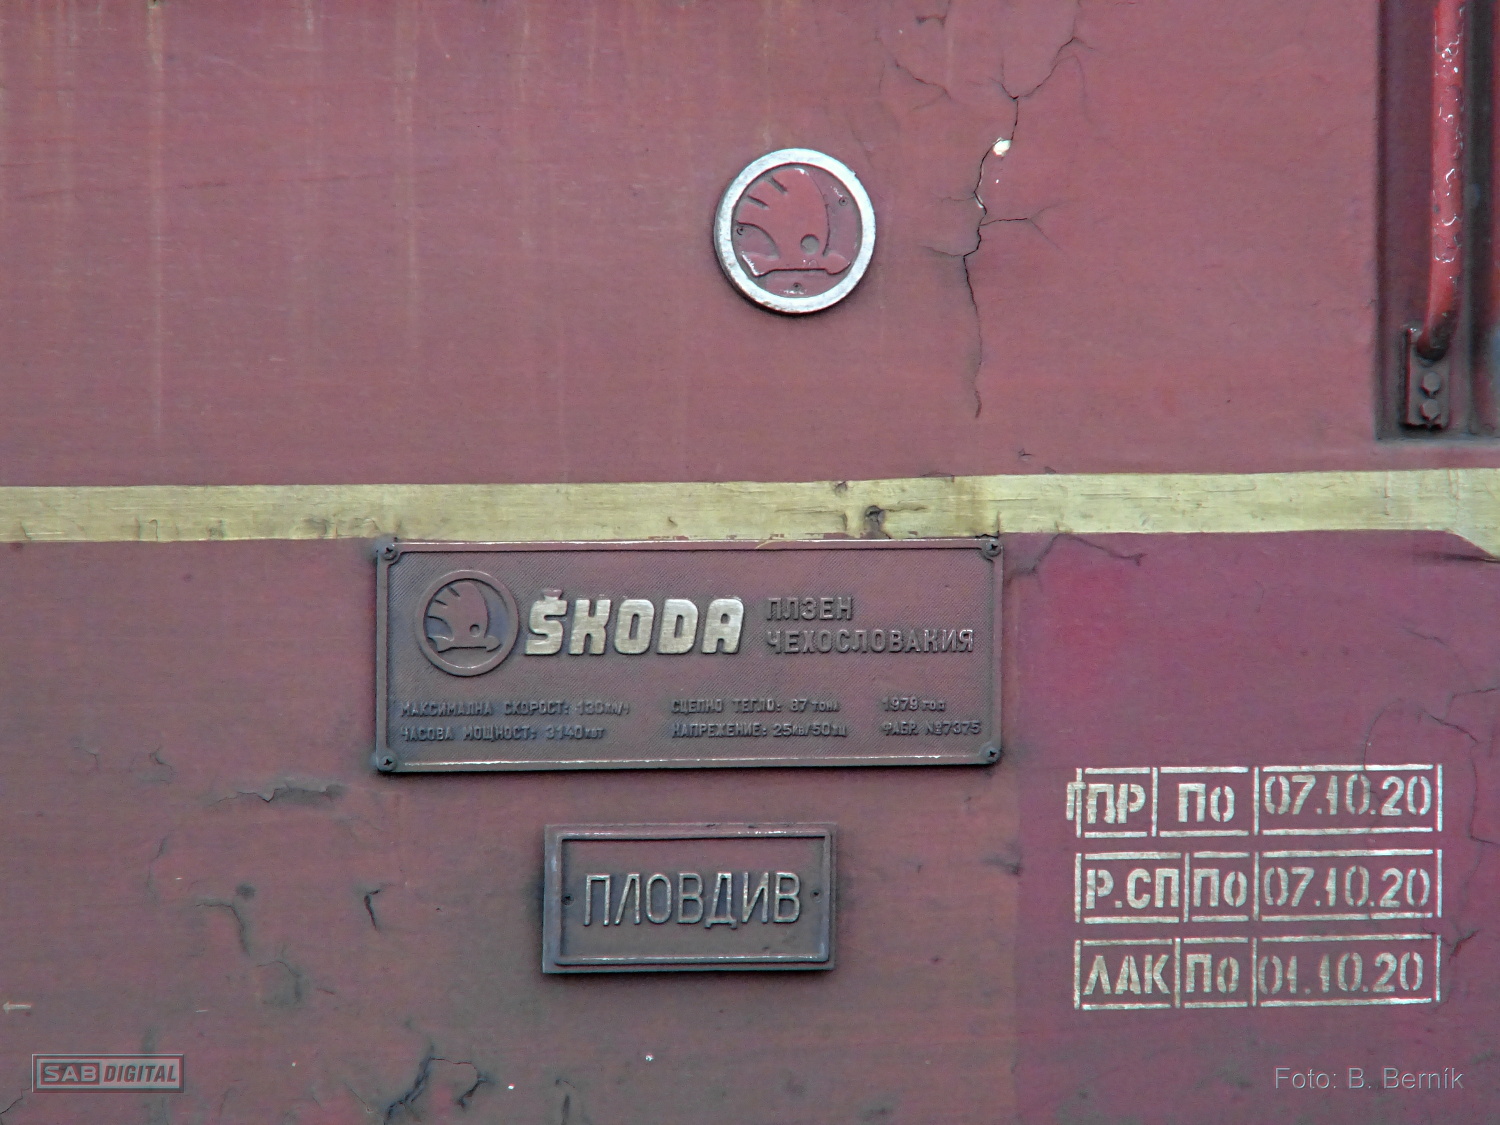 ŠKODA ПЛЗЕН
ЧЕХОСЛОВАКИЯ
МАКСИМАЛНА СКОРОСТ: 130км/ч СЦЕПНО ТЕГЛО: 87 тона 1979 год
ЧАСОВА МОЩНОСТ: 3140квт НАПРЕЖЕНИЕ: 25кв/50хц ФАБР. №7375
ПЛОВДИВ
ПР ПО 07.10.20
Р.СП ПО 07.10.20
ЛАК ПО 01.10.20
SAB DIGITAL
Foto: B. Bernik